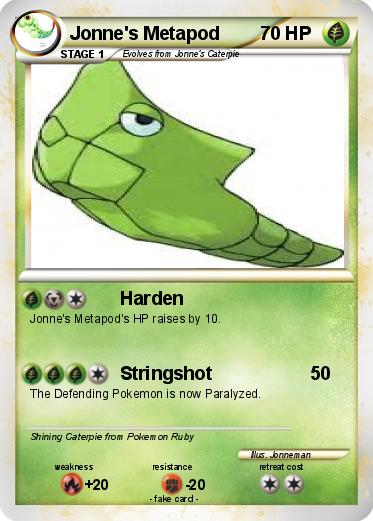 Jonne's Metapod 70 HP
STAGE 1 Evolves from Jonne's Caterpie
Harden
Jonne's Metapod's HP raises by 10.
Stringshot 50
The Defending Pokemon is now Paralyzed.
Shining Caterpie from Pokemon Ruby
Illus. Jonneman
weakness resistance retreat cost
+20 -20
- fake card -